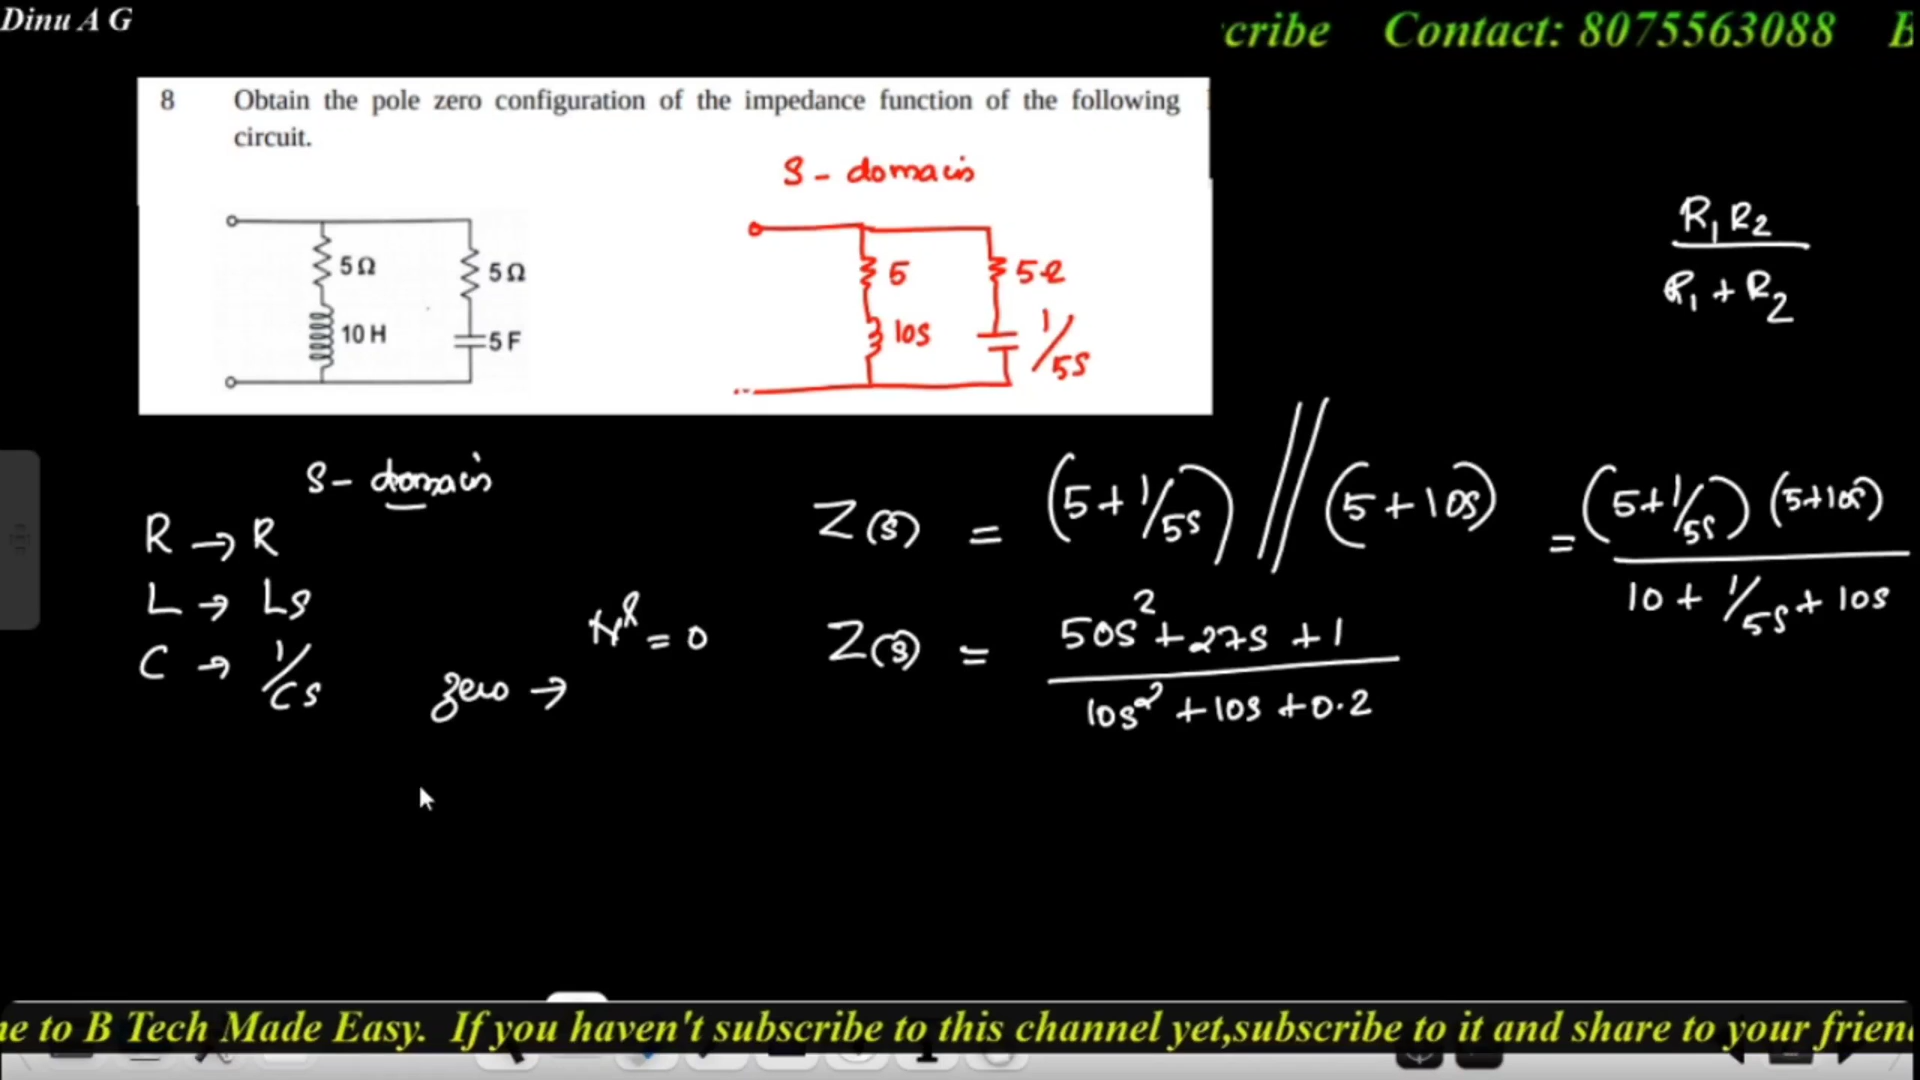 Dinu A G
cribe Contact: 8075563088 B
8 Obtain the pole zero configuration of the impedance function of the following
circuit.
S - domain
5Ω
10 H
5Ω
5 F
5
10s
5Ω
1/5s
R₁ R₂
R₁ + R₂
S - domain
R → R
L → Ls
C → 1/Cs
Z(s) = (5+1/5s) // (5+10s) = (5+1/5s) (5+10s)
10 + 1/5s + 10s
Nr = 0
zero →
Z(s) = 50s² + 27s + 1
10s² + 10s + 0.2
ne to B Tech Made Easy. If you haven't subscribe to this channel yet,subscribe to it and share to your frien